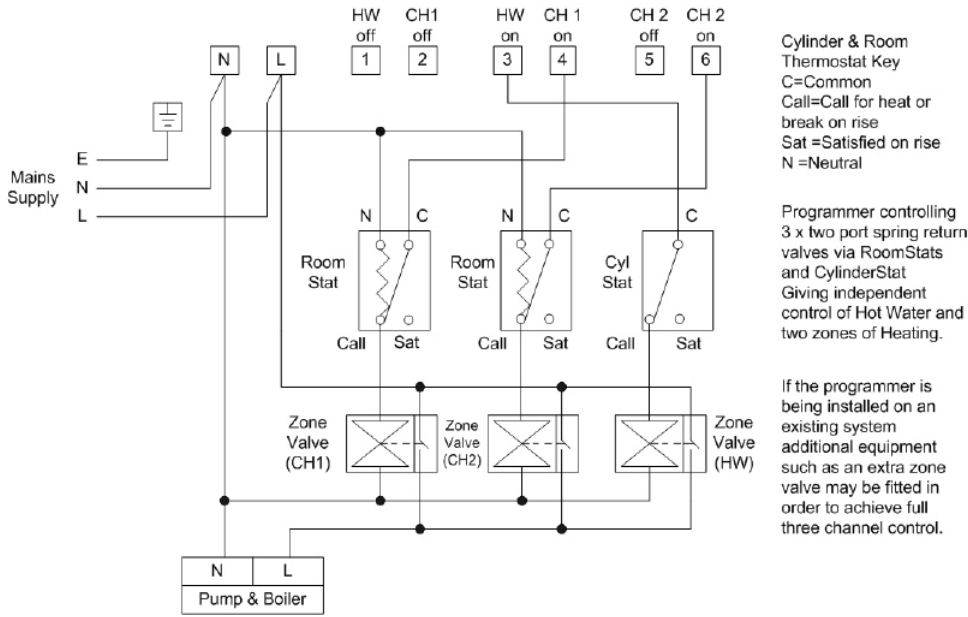 HW CH1 HW CH 1 CH 2 CH 2
off off on on off on
N L 1 2 3 4 5 6
Cylinder & Room
Thermostat Key
C=Common
Call=Call for heat or
break on rise
Sat =Satisfied on rise
N =Neutral
E
Mains
Supply
N
L
Programmer controlling
3 x two port spring return
valves via RoomStats
and CylinderStat
Giving independent
control of Hot Water and
two zones of Heating.
N C N C C
Room
Stat
Room
Stat
Cyl
Stat
Call Sat Call Sat Call Sat
If the programmer is
being installed on an
existing system
additional equipment
such as an extra zone
valve may be fitted in
order to achieve full
three channel control.
Zone
Valve
(CH1)
Zone
Valve
(CH2)
Zone
Valve
(HW)
N L
Pump & Boiler